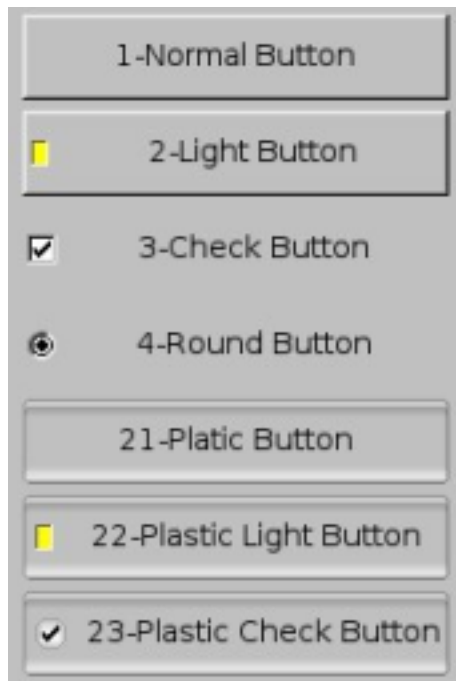 1-Normal Button
2-Light Button
3-Check Button
4-Round Button
21-Platic Button
22-Plastic Light Button
23-Plastic Check Button